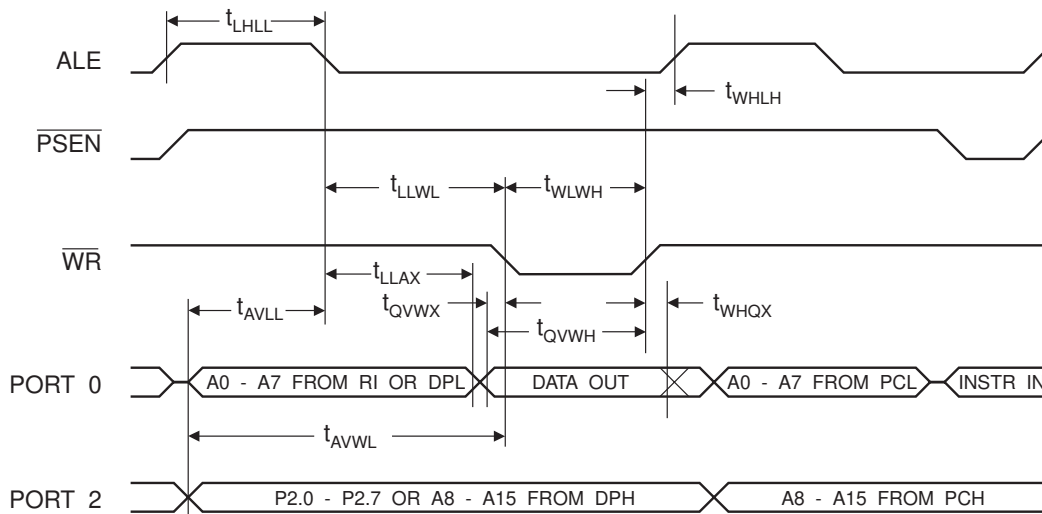 tLHLL
ALE
tWHLH
PSEN
tLLWL
tWLWH
WR
tLLAX
tQVWX
tWHQX
tAVLL
tQVWH
PORT 0
A0 - A7 FROM RI OR DPL
DATA OUT
A0 - A7 FROM PCL
INSTR IN
tAVWL
PORT 2
P2.0 - P2.7 OR A8 - A15 FROM DPH
A8 - A15 FROM PCH